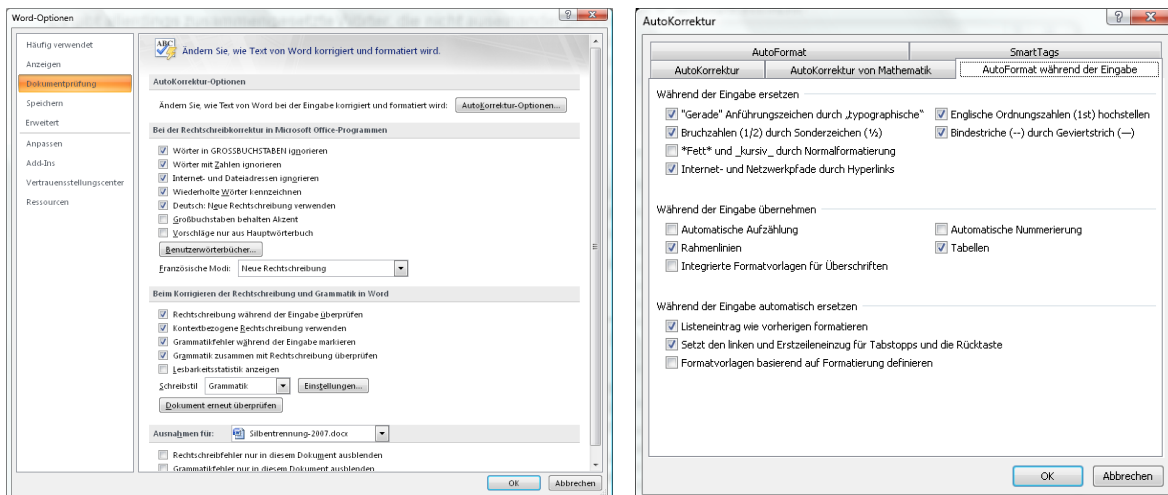 Word-Optionen
Häufig verwendet
Anzeigen
Dokumentprüfung
Speichern
Erweitert
Anpassen
Add-Ins
Vertrauensstellungscenter
Ressourcen
ABC
Ändern Sie, wie Text von Word korrigiert und formatiert wird.
AutoKorrektur-Optionen
Ändern Sie, wie Text von Word bei der Eingabe korrigiert und formatiert wird: AutoKorrektur-Optionen...
Bei der Rechtschreibkorrektur in Microsoft Office-Programmen
Wörter in GROSSBUCHSTABEN ignorieren
Wörter mit Zahlen ignorieren
Internet- und Dateiadressen ignorieren
Wiederholte Wörter kennzeichnen
Deutsch: Neue Rechtschreibung verwenden
Großbuchstaben behalten Akzent
Vorschläge nur aus Hauptwörterbuch
Benutzerwörterbücher...
Französische Modi: Neue Rechtschreibung
Beim Korrigieren der Rechtschreibung und Grammatik in Word
Rechtschreibung während der Eingabe überprüfen
Kontextbezogene Rechtschreibung verwenden
Grammatikfehler während der Eingabe markieren
Grammatik zusammen mit Rechtschreibung überprüfen
Lesbarkeitsstatistik anzeigen
Schreibstil Grammatik Einstellungen...
Dokument erneut überprüfen
Ausnahmen für: Silbentrennung-2007.docx
Rechtschreibfehler nur in diesem Dokument ausblenden
Grammatikfehler nur in diesem Dokument ausblenden
OK Abbrechen
AutoKorrektur
AutoFormat SmartTags
AutoKorrektur AutoKorrektur von Mathematik AutoFormat während der Eingabe
Während der Eingabe ersetzen
"Gerade" Anführungszeichen durch „typographische“ Englische Ordnungszahlen (1st) hochstellen
Bruchzahlen (1/2) durch Sonderzeichen (½) Bindestriche (--) durch Geviertstrich (—)
*Fett* und _kursiv_ durch Normalformatierung
Internet- und Netzwerkpfade durch Hyperlinks
Während der Eingabe übernehmen
Automatische Aufzählung Automatische Nummerierung
Rahmenlinien Tabellen
Integrierte Formatvorlagen für Überschriften
Während der Eingabe automatisch ersetzen
Listeneintrag wie vorherigen formatieren
Setzt den linken und Erstzeileneinzug für Tabstopps und die Rücktaste
Formatvorlagen basierend auf Formatierung definieren
OK Abbrechen